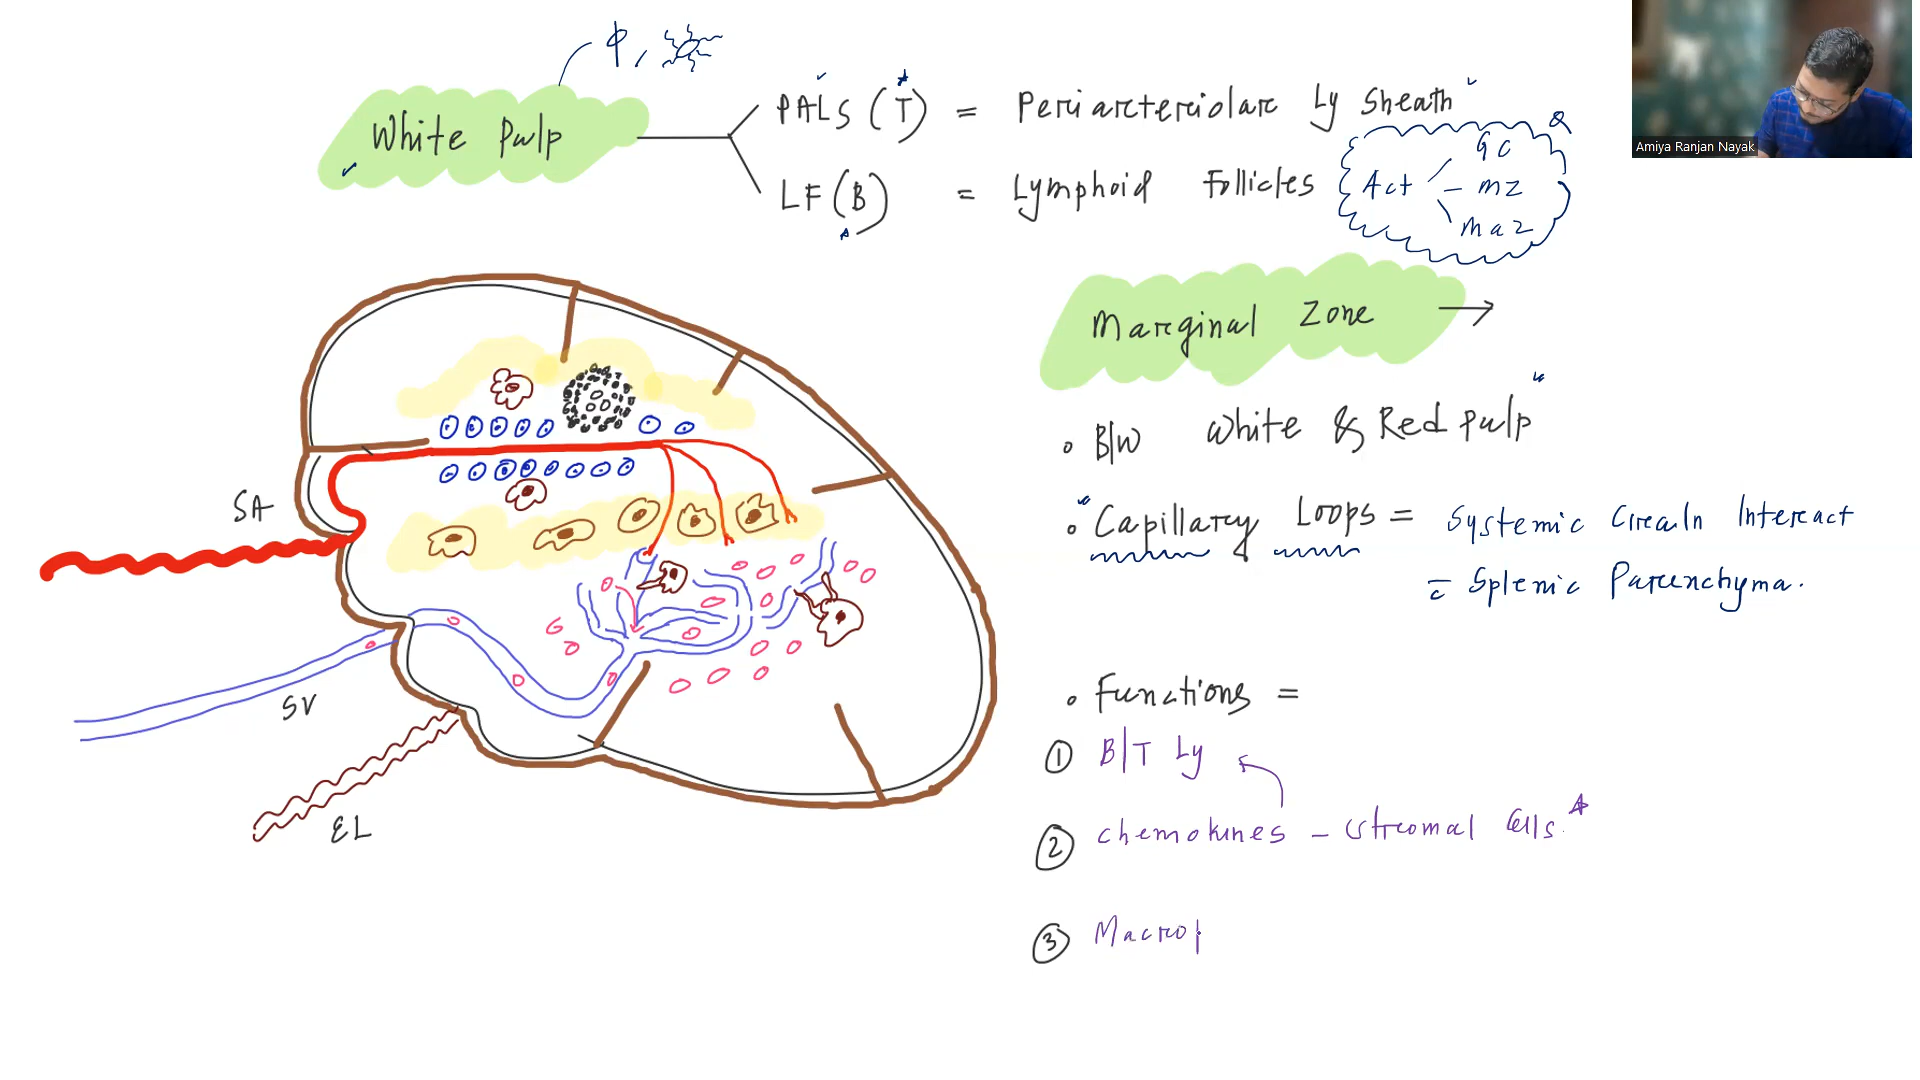 White Pulp
PALS (T) = Periarteriolar Ly Sheath
LF (B) = Lymphoid Follicles
Act
GC
MZ
MaZ
Marginal Zone →
• B/W White & Red pulp
• Capillary Loops = Systemic Circuln Interact
c̄ Splenic Parenchyma.
• Functions =
① B/T Ly
② Chemokines – Stromal Cells.
③ Macrop
SA
SV
EL
Amiya Ranjan Nayak